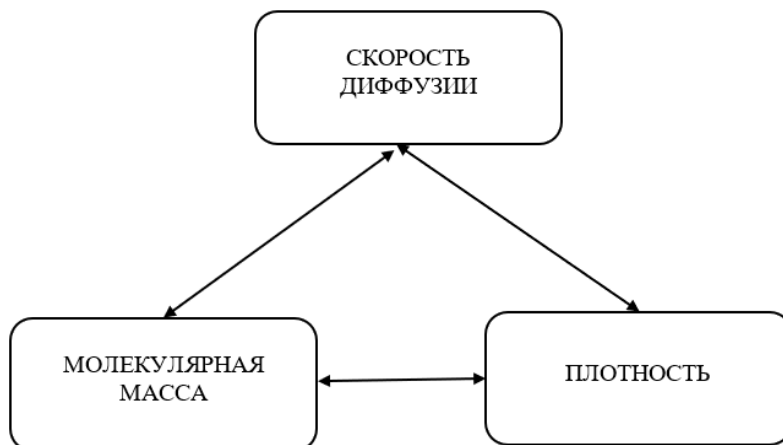 СКОРОСТЬ
ДИФФУЗИИ
МОЛЕКУЛЯРНАЯ
МАССА
ПЛОТНОСТЬ